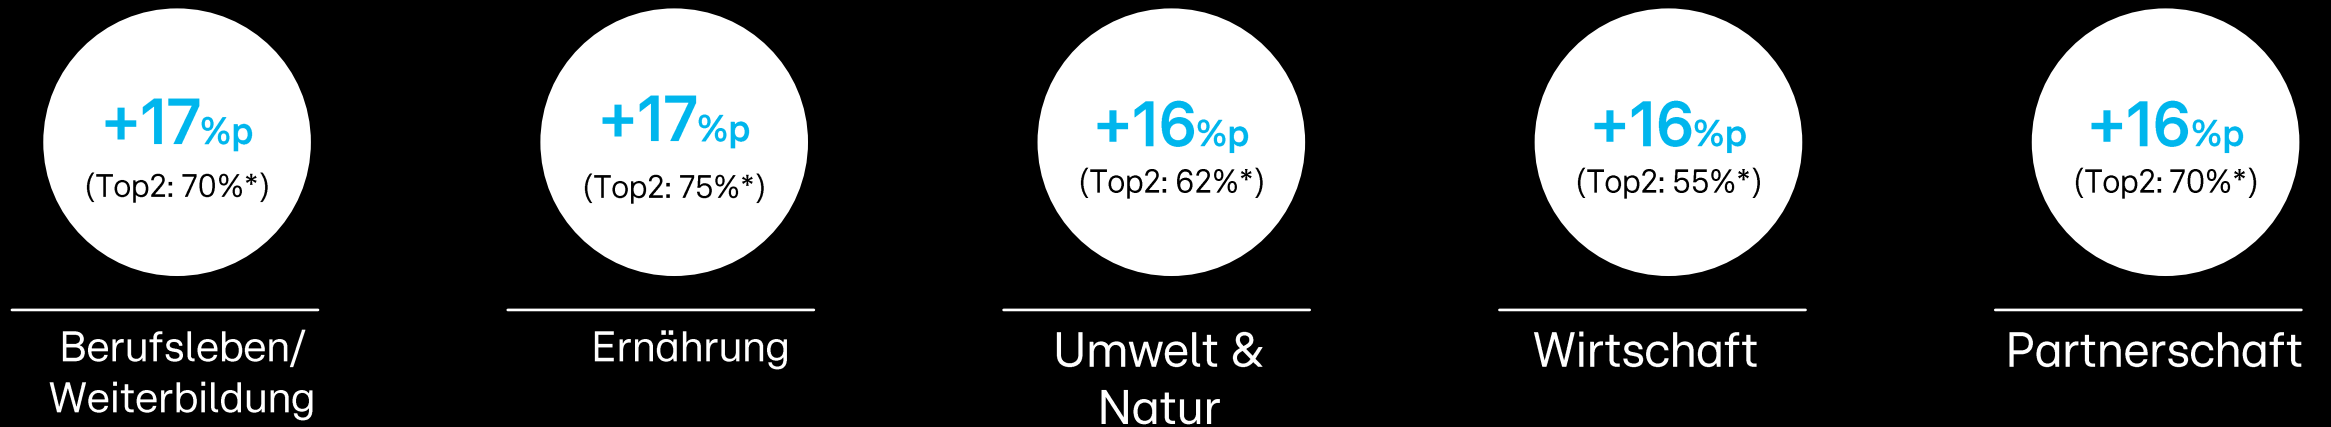 +17%p
(Top2: 70%*)
Berufsleben/
Weiterbildung
+17%p
(Top2: 75%*)
Ernährung
+16%p
(Top2: 62%*)
Umwelt &
Natur
+16%p
(Top2: 55%*)
Wirtschaft
+16%p
(Top2: 70%*)
Partnerschaft